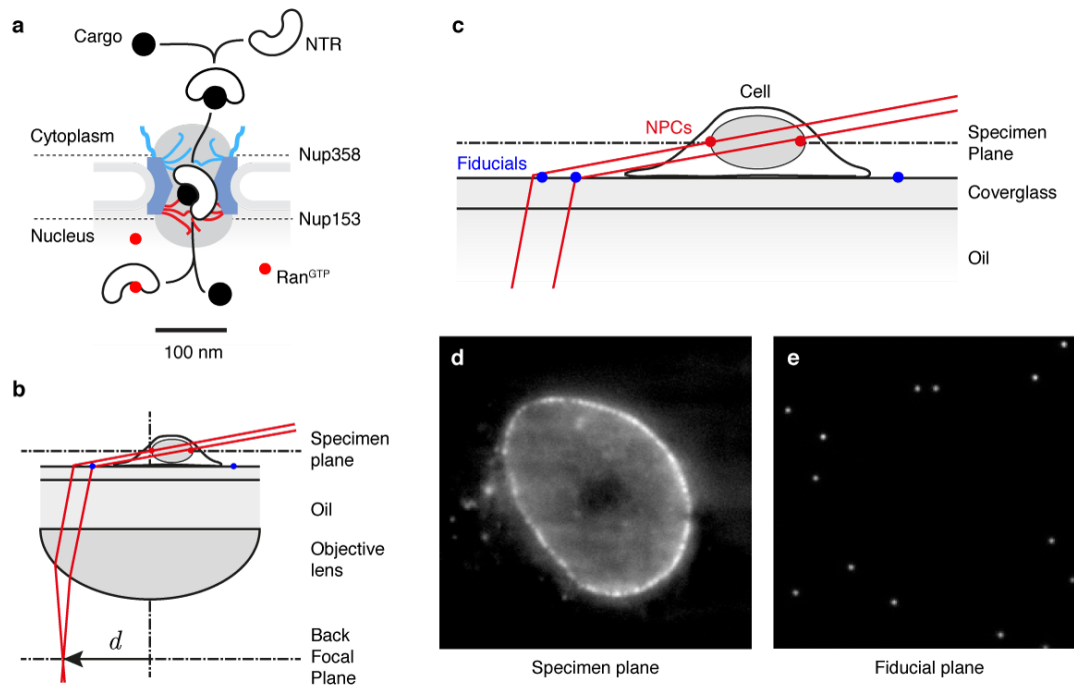 a
Cargo
NTR
Cytoplasm
Nup358
Nup153
Nucleus
Ran^GTP
100 nm
b
Specimen
plane
Oil
Objective
lens
d
Back
Focal
Plane
c
Cell
NPCs
Fiducials
Specimen
Plane
Coverglass
Oil
d
Specimen plane
e
Fiducial plane